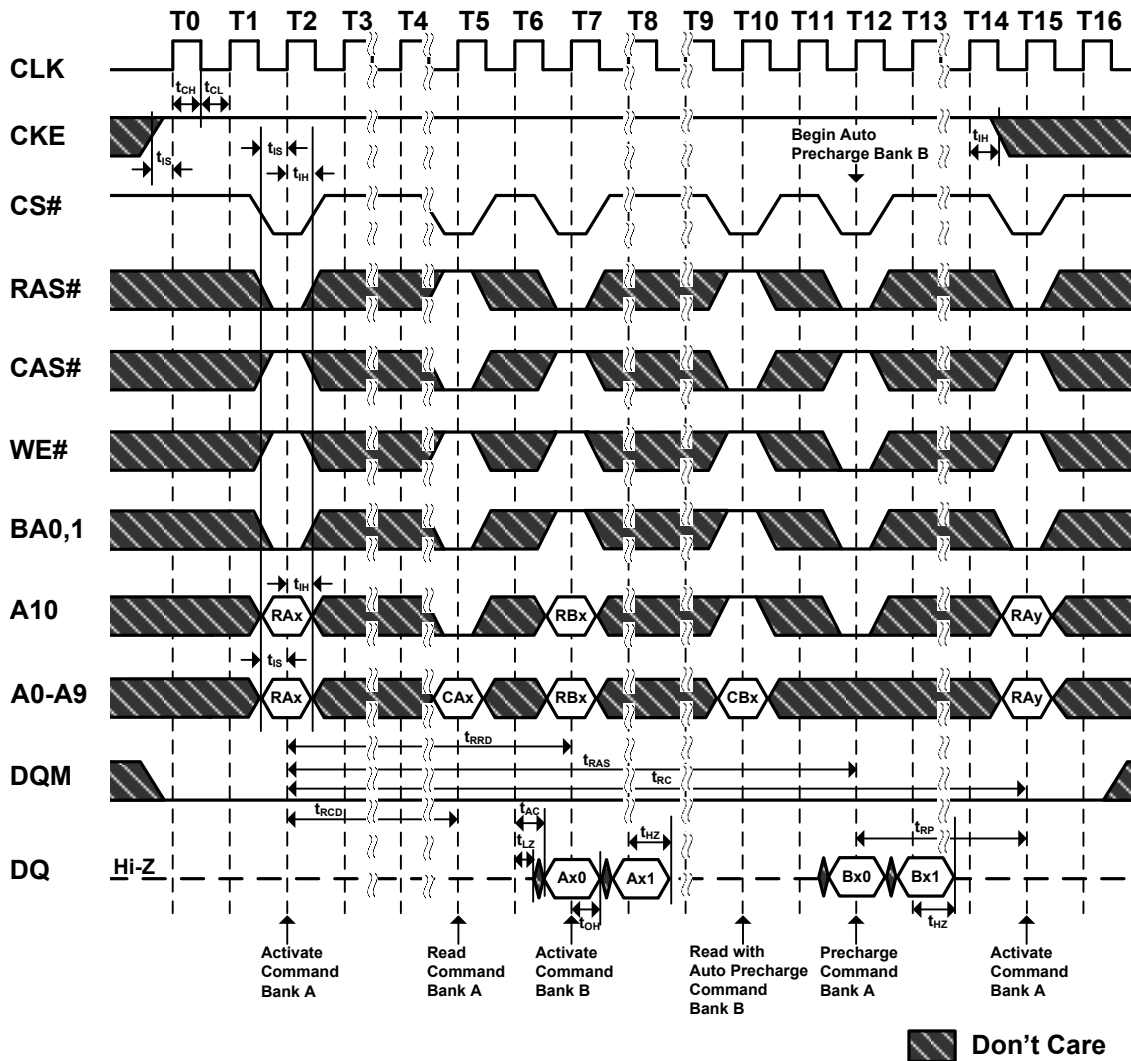 T0 T1 T2 T3 T4 T5 T6 T7 T8 T9 T10 T11 T12 T13 T14 T15 T16
CLK
tCH tCL
CKE
tIS
tIS
tIH
Begin Auto
Precharge Bank B
tIH
CS#
RAS#
CAS#
WE#
BA0,1
tIH
A10
RAx
RBx
RAy
tIS
A0-A9
RAx
CAx
RBx
CBx
RAy
tRRD
tRAS
tRC
DQM
tRCD
tAC
tLZ
tHZ
tRP
DQ
Hi-Z
Ax0
Ax1
Bx0
Bx1
tOH
tHZ
Activate
Command
Bank A
Read
Command
Bank A
Activate
Command
Bank B
Read with
Auto Precharge
Command
Bank B
Precharge
Command
Bank A
Activate
Command
Bank A
Don't Care